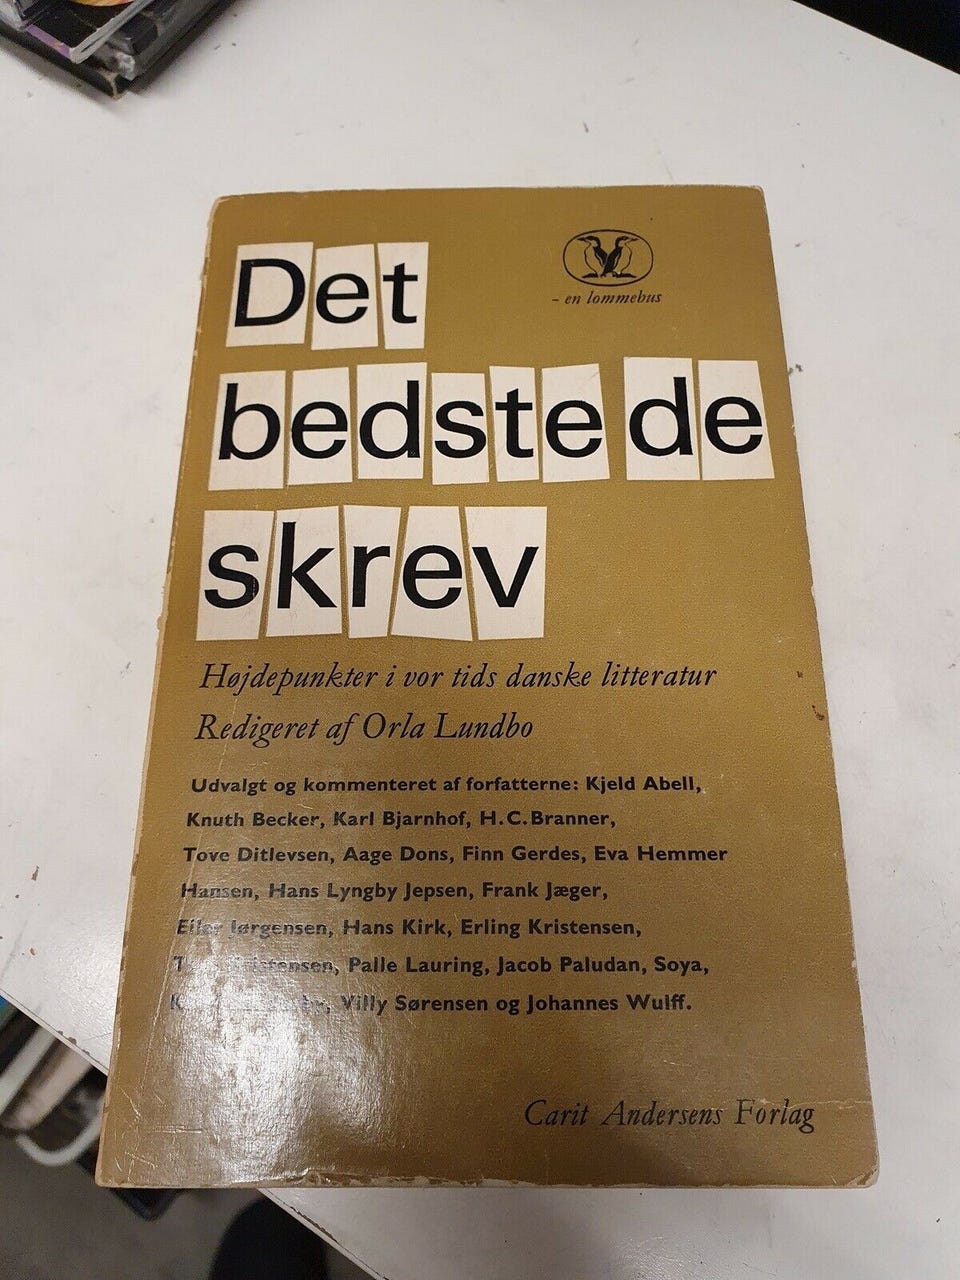 Det
- en lommebus
bedste de
skrev
Højdepunkter i vor tids danske litteratur
Redigeret af Orla Lundbo
Udvalgt og kommenteret af forfatterne: Kjeld Abell,
Knuth Becker, Karl Bjarnhof, H.C. Branner,
Tove Ditlevsen, Aage Dons, Finn Gerdes, Eva Hemmer
Hansen, Hans Lyngby Jepsen, Frank Jæger,
Eiler Jørgensen, Hans Kirk, Erling Kristensen,
Kristensen, Palle Lauring, Jacob Paludan, Soya,
Villy Sørensen og Johannes Wulff.
Carit Andersens Forlag